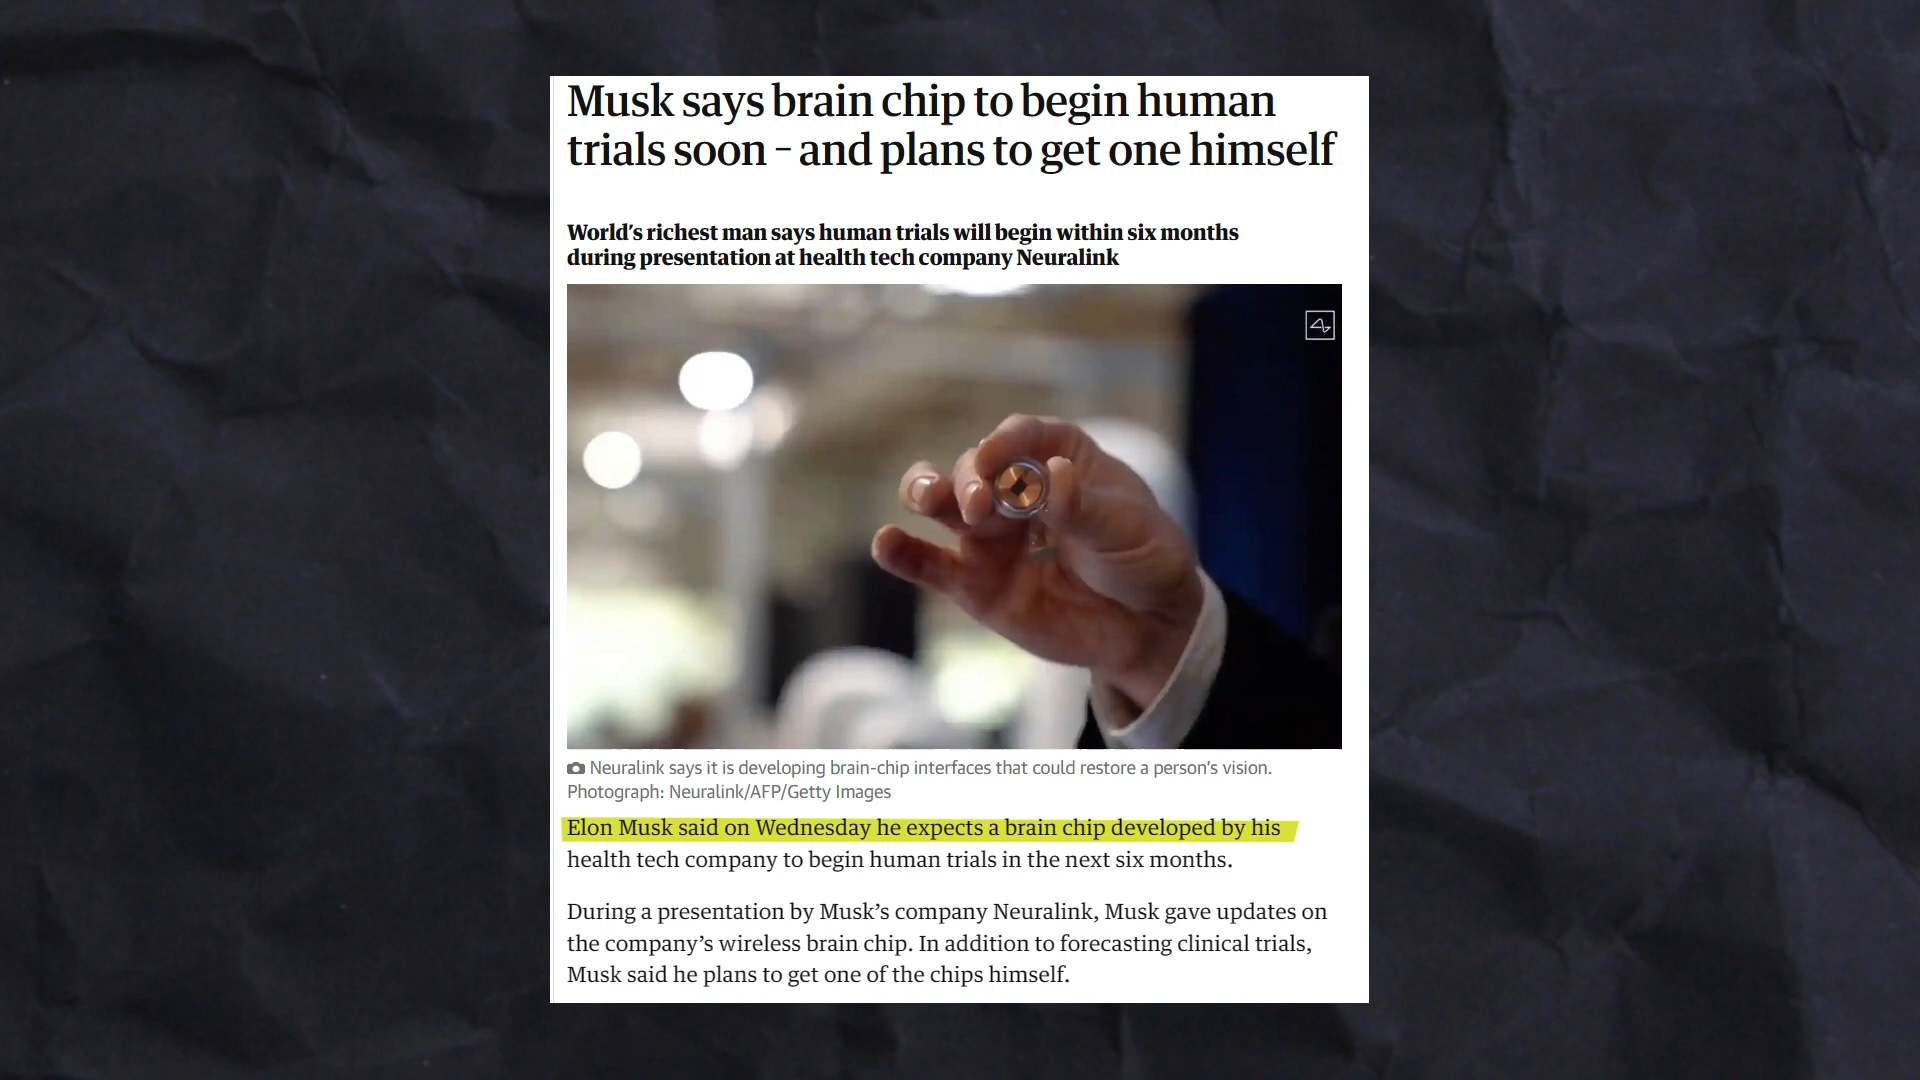 Musk says brain chip to begin human
trials soon – and plans to get one himself
World's richest man says human trials will begin within six months
during presentation at health tech company Neuralink
Neuralink says it is developing brain-chip interfaces that could restore a person's vision.
Photograph: Neuralink/AFP/Getty Images
Elon Musk said on Wednesday he expects a brain chip developed by his
health tech company to begin human trials in the next six months.
During a presentation by Musk's company Neuralink, Musk gave updates on
the company's wireless brain chip. In addition to forecasting clinical trials,
Musk said he plans to get one of the chips himself.